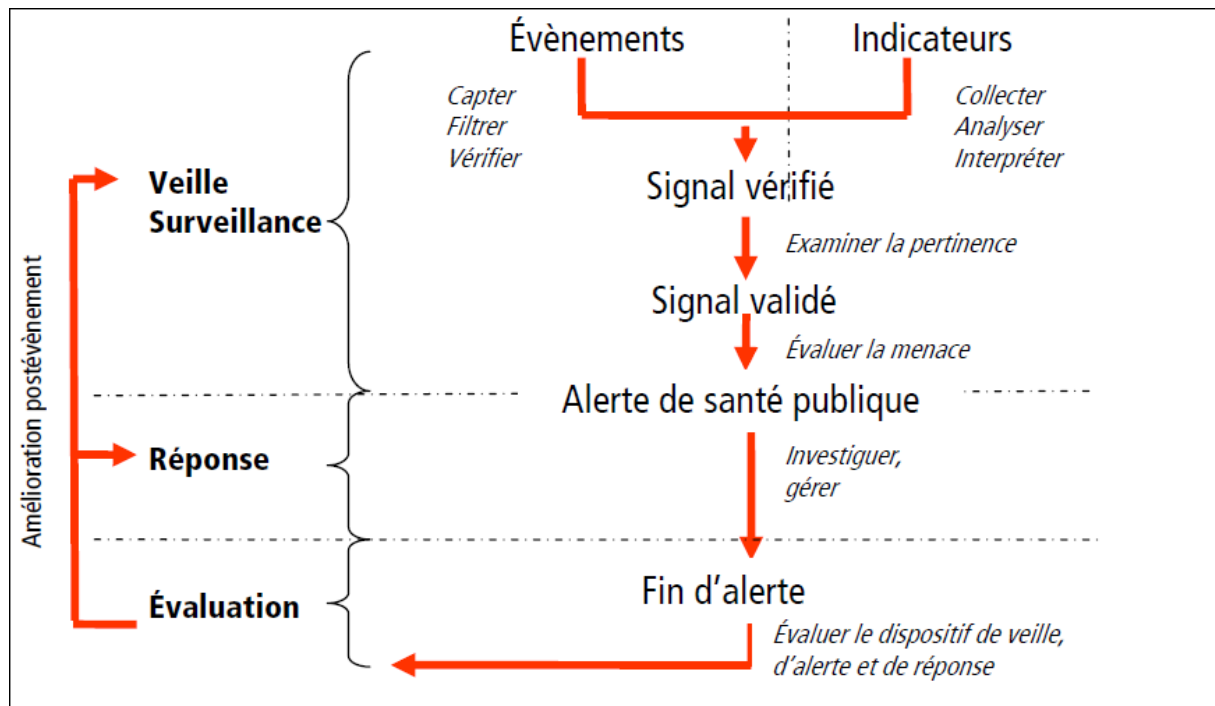 Évènements
Indicateurs
Capter
Filtrer
Vérifier
Collecter
Analyser
Interpréter
Veille
Surveillance
Signal vérifié
Examiner la pertinence
Signal validé
Évaluer la menace
Alerte de santé publique
Amélioration postévènement
Réponse
Investiguer,
gérer
Évaluation
Fin d’alerte
Évaluer le dispositif de veille,
d’alerte et de réponse